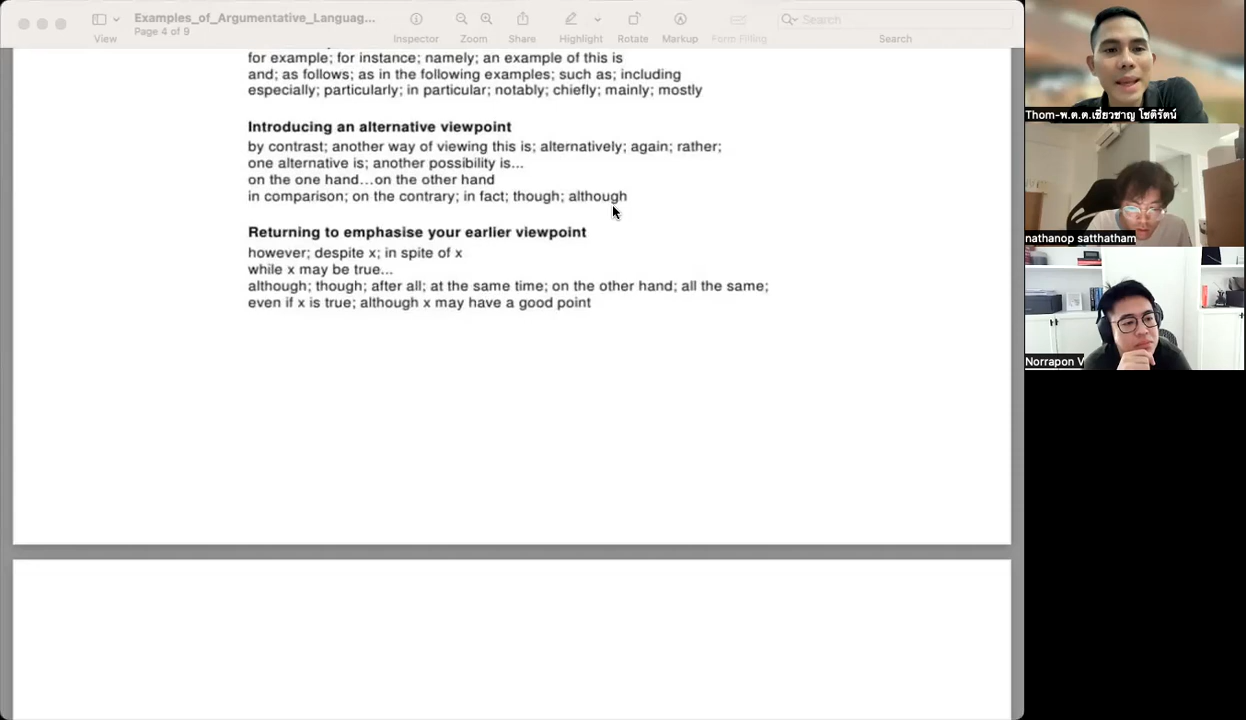 Examples_of_Argumentative_Languag...
Page 4 of 9
View
Inspector
Zoom
Share
Highlight
Rotate
Markup
Form Filling
Search
Search
for example; for instance; namely; an example of this is
and; as follows; as in the following examples; such as; including
especially; particularly; in particular; notably; chiefly; mainly; mostly
Introducing an alternative viewpoint
by contrast; another way of viewing this is; alternatively; again; rather;
one alternative is; another possibility is...
on the one hand...on the other hand
in comparison; on the contrary; in fact; though; although
Returning to emphasise your earlier viewpoint
however; despite x; in spite of x
while x may be true...
although; though; after all; at the same time; on the other hand; all the same;
even if x is true; although x may have a good point
Thom-พ.ต.ต.เชี่ยวชาญ โชติรัตน์
nathanop satthatham
Norrapon V